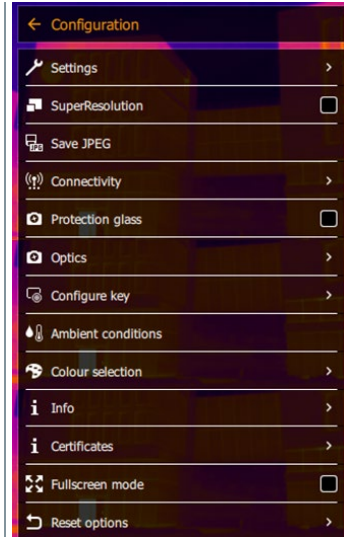 Configuration
Settings
SuperResolution
Save JPEG
Connectivity
Protection glass
Optics
Configure key
Ambient conditions
Colour selection
Info
Certificates
Fullscreen mode
Reset options